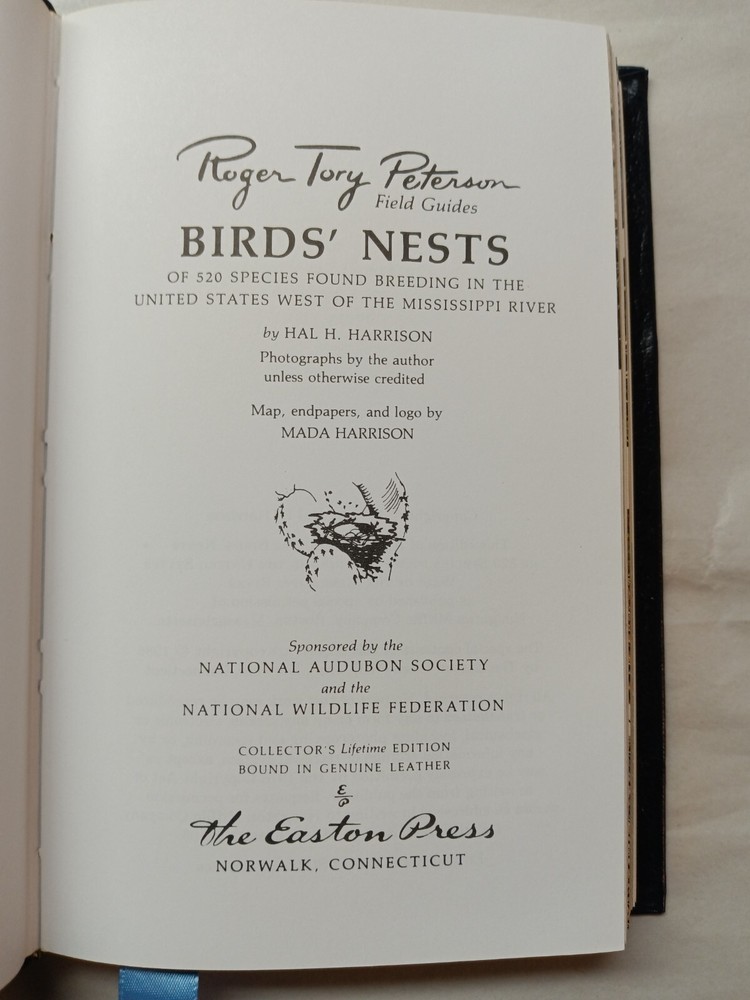 Roger Tory Peterson
Field Guides
BIRDS' NESTS
OF 520 SPECIES FOUND BREEDING IN THE
UNITED STATES WEST OF THE MISSISSIPPI RIVER
by HAL H. HARRISON
Photographs by the author
unless otherwise credited
Map, endpapers, and logo by
MADA HARRISON
Sponsored by the
NATIONAL AUDUBON SOCIETY
and the
NATIONAL WILDLIFE FEDERATION
COLLECTOR'S Lifetime EDITION
BOUND IN GENUINE LEATHER
E
P
The Easton Press
NORWALK, CONNECTICUT